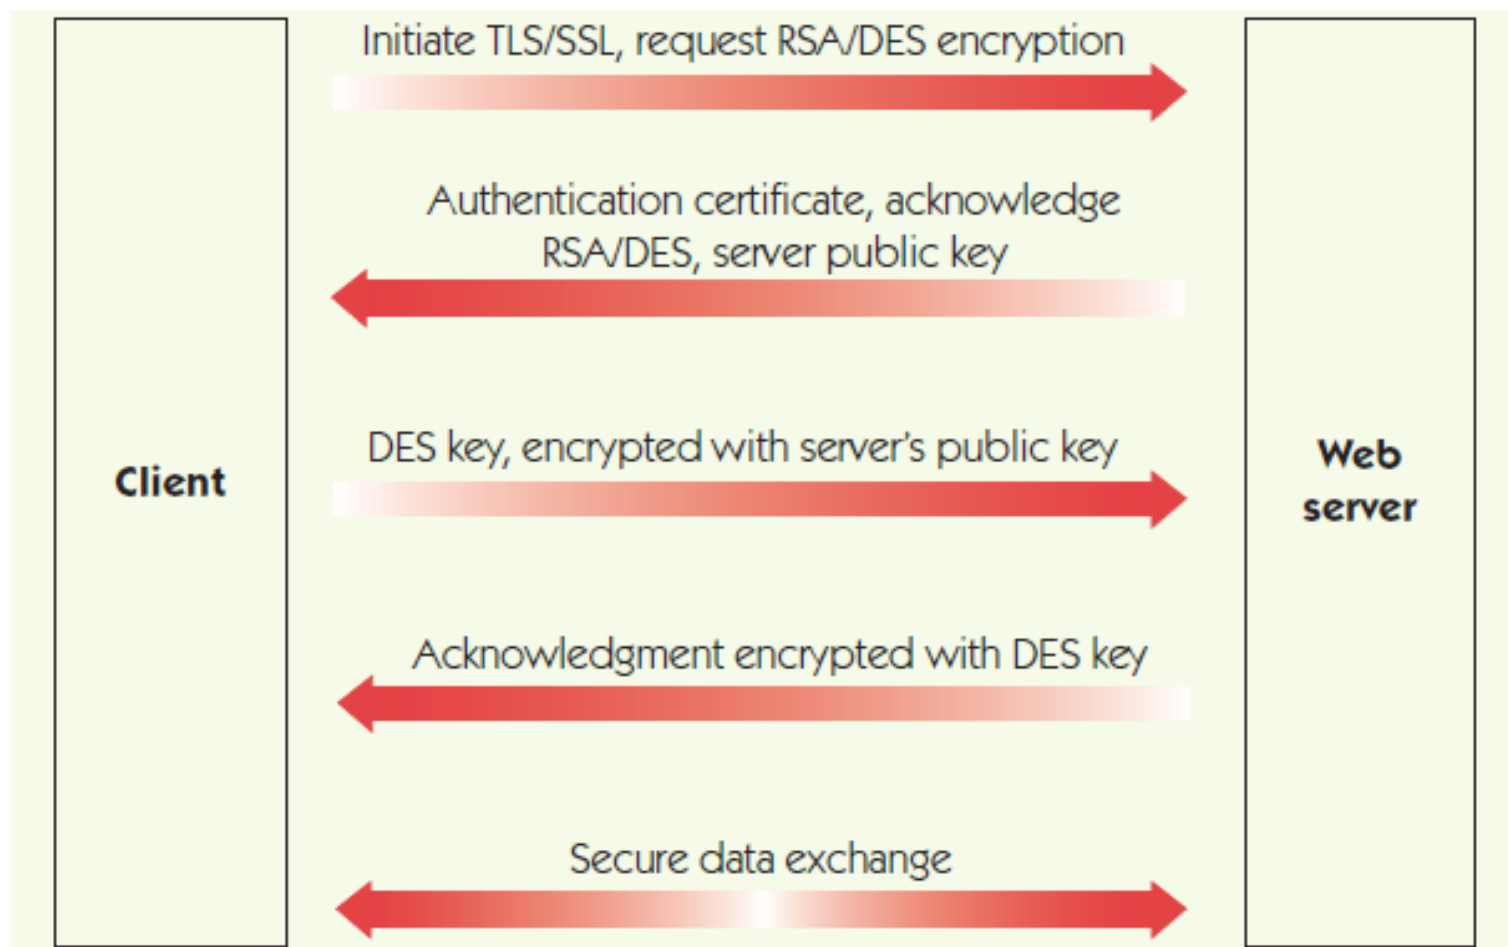 Initiate TLS/SSL, request RSA/DES encryption
Authentication certificate, acknowledge
RSA/DES, server public key
DES key, encrypted with server's public key
Client
Web
server
Acknowledgment encrypted with DES key
Secure data exchange